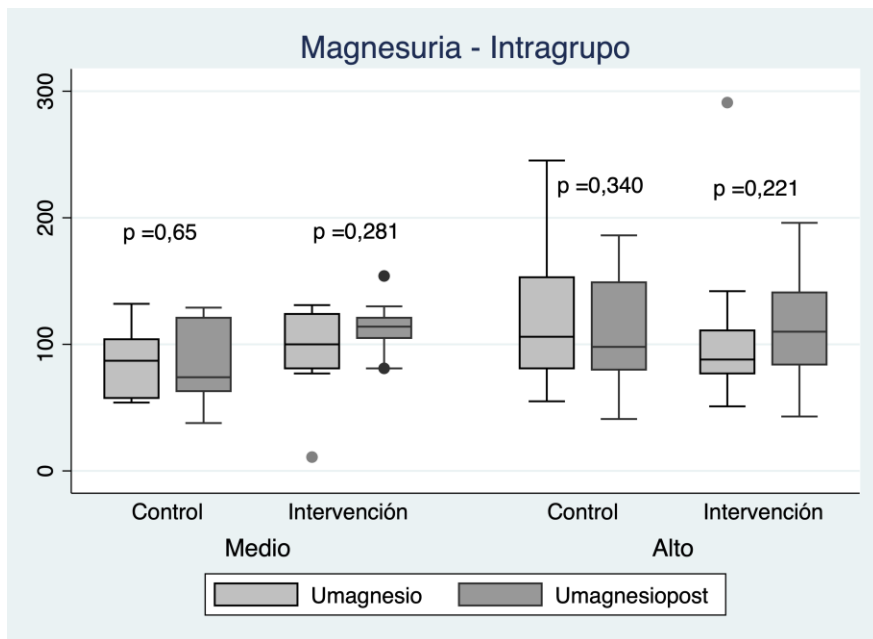 Magnesuria - Intragrupo
300
200
100
0
p =0,65
p =0,281
p =0,340
p =0,221
Control
Intervención
Control
Intervención
Medio
Alto
Umagnesio
Umagnesiopost